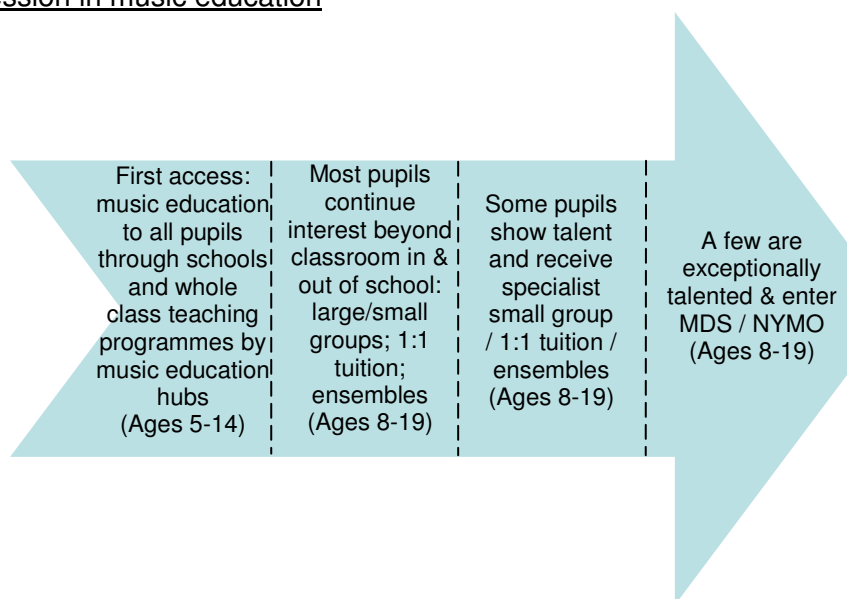 ession in music education
First access:
music education
to all pupils
through schools
and whole
class teaching
programmes by
music education
hubs
(Ages 5-14)
Most pupils
continue
interest beyond
classroom in &
out of school:
large/small
groups; 1:1
tuition;
ensembles
(Ages 8-19)
Some pupils
show talent
and receive
specialist
small group
/ 1:1 tuition /
ensembles
(Ages 8-19)
A few are
exceptionally
talented & enter
MDS / NYMO
(Ages 8-19)